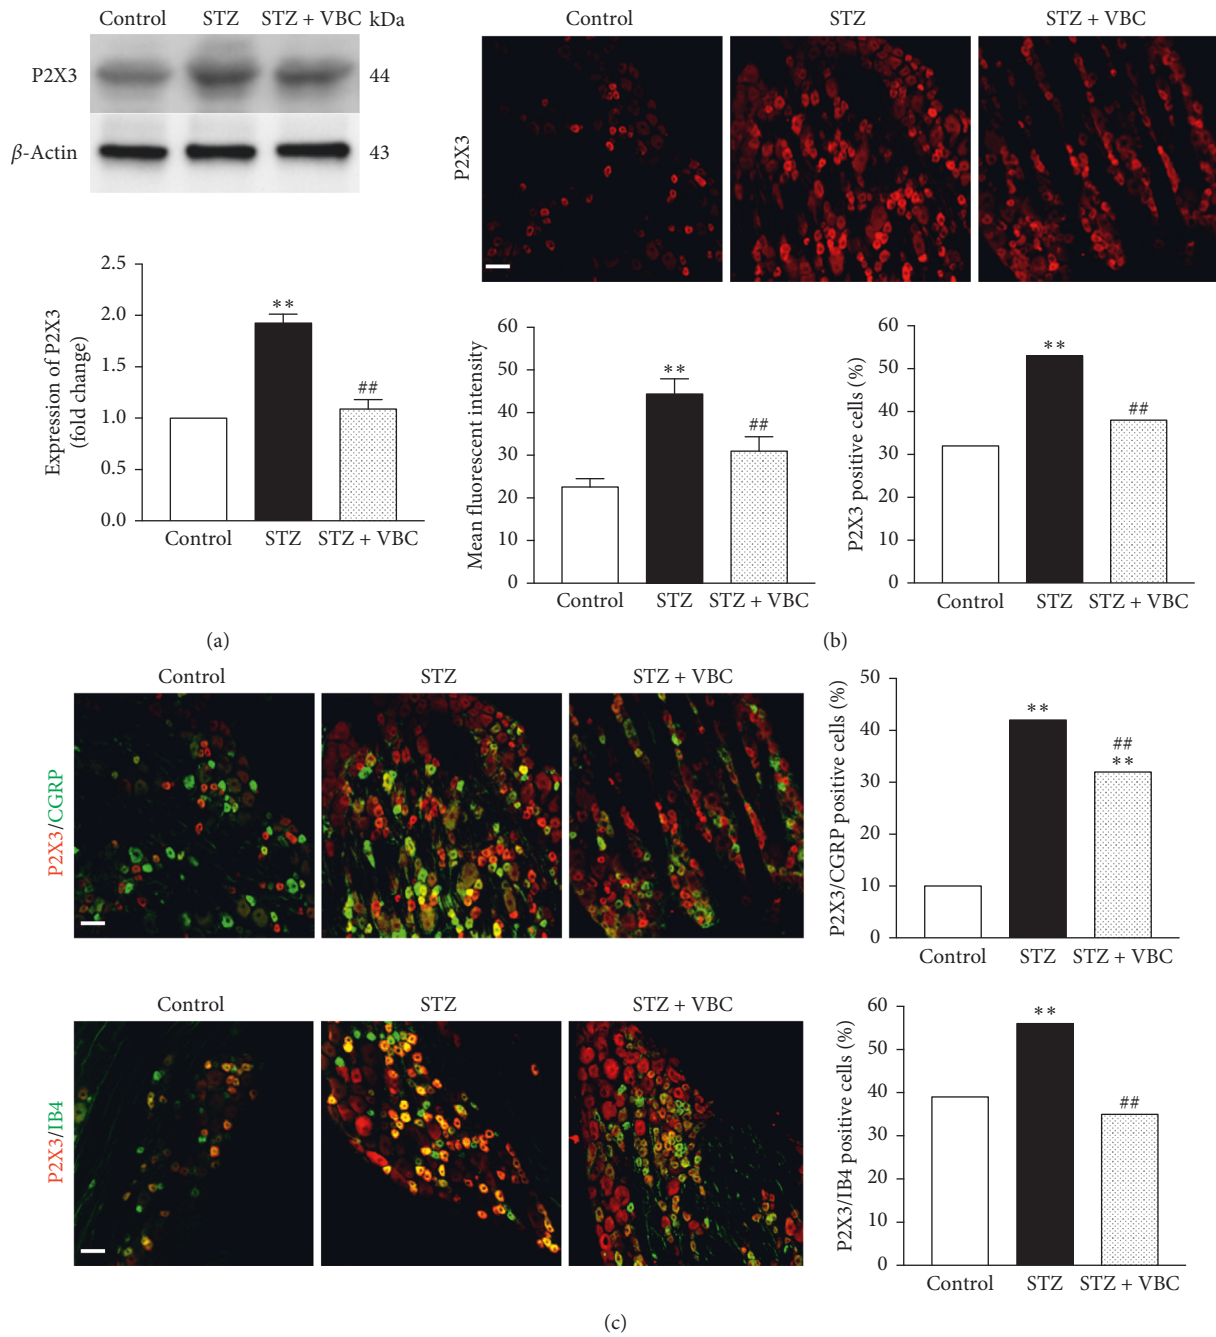 Control STZ STZ + VBC kDa
P2X3 44
β-Actin 43
Expression of P2X3
(fold change)
2.5
2.0
1.5
1.0
0.5
0.0
**
##
Control STZ STZ + VBC
(a)
Control STZ STZ + VBC
P2X3
Mean fluorescent intensity
60
50
40
30
20
10
0
**
##
Control STZ STZ + VBC
P2X3 positive cells (%)
60
50
40
30
20
10
0
**
##
Control STZ STZ + VBC
(b)
Control STZ STZ + VBC
P2X3/CGRP
P2X3/CGRP positive cells (%)
50
40
30
20
10
0
**
##
**
Control STZ STZ + VBC
Control STZ STZ + VBC
P2X3/IB4
P2X3/IB4 positive cells (%)
60
50
40
30
40
20
0
**
##
Control STZ STZ + VBC
(c)